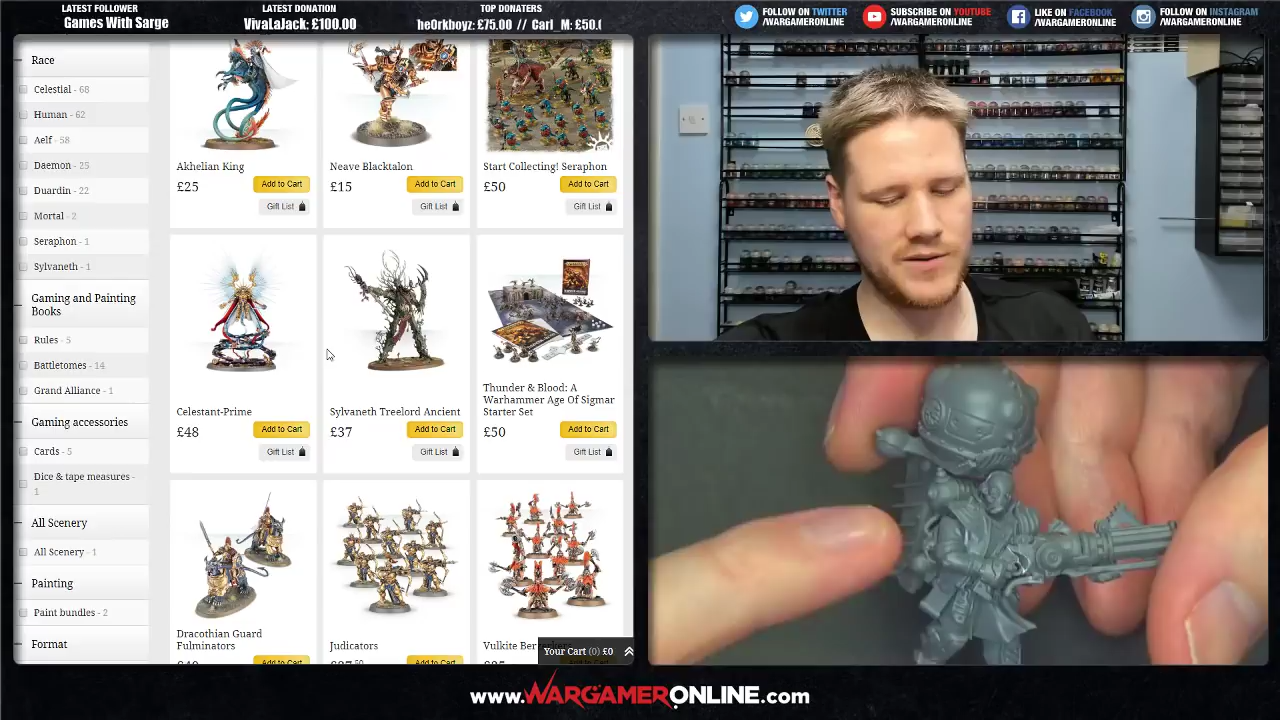 LATEST FOLLOWER
Games With Sarge
LATEST DONATION
VivaLaJack: £100.00
TOP DONATERS
he0rkboyz: £75.00 // Carl_M: £50.(
FOLLOW ON TWITTER
/WARGAMERONLINE
SUBSCRIBE ON YOUTUBE
/WARGAMERONLINE
LIKE ON FACEBOOK
/WARGAMERONLINE
FOLLOW ON INSTAGRAM
/WARGAMERONLINE
Race
Celestial - 68
Human - 62
Aelf - 58
Daemon - 25
Duardin - 22
Mortal - 2
Seraphon - 1
Sylvaneth - 1
Gaming and Painting
Books
Rules - 5
Battletomes - 14
Grand Alliance - 1
Gaming accessories
Cards - 5
Dice & tape measures -
1
All Scenery
All Scenery - 1
Painting
Paint bundles - 2
Format
Akhelian King
£25
Add to Cart
Gift List
Neave Blacktalon
£15
Add to Cart
Gift List
Start Collecting! Seraphon
£50
Add to Cart
Gift List
Celestant-Prime
£48
Add to Cart
Gift List
Sylvaneth Treelord Ancient
£37
Add to Cart
Gift List
Thunder & Blood: A
Warhammer Age Of Sigmar
Starter Set
£50
Add to Cart
Gift List
Dracothian Guard
Fulminators
Add to Cart
Judicators
Add to Cart
Vulkite Ber
Your Cart (0) £0
www.WARGAMERONLINE.com